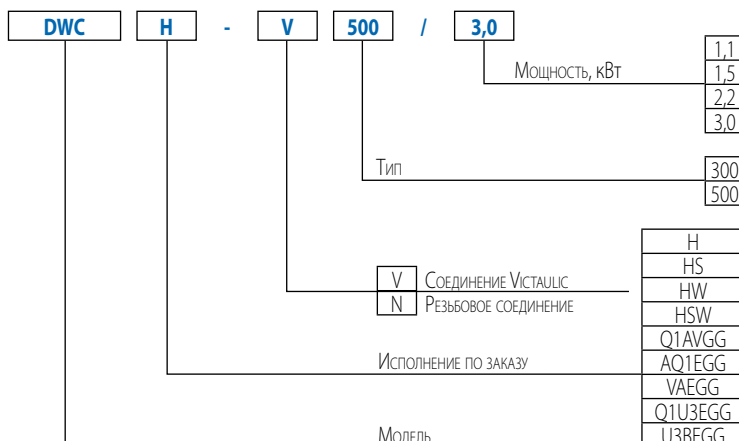 DWC H - V 500 / 3,0
Мощность, кВт
1,1
1,5
2,2
3,0
Тип
300
500
V Соединение Victaulic
N Резьбовое соединение
H
HS
HW
HSW
Q1AVGG
Исполнение по заказу
AQ1EGG
VAEGG
Q1U3EGG
Модель
U3BEGG